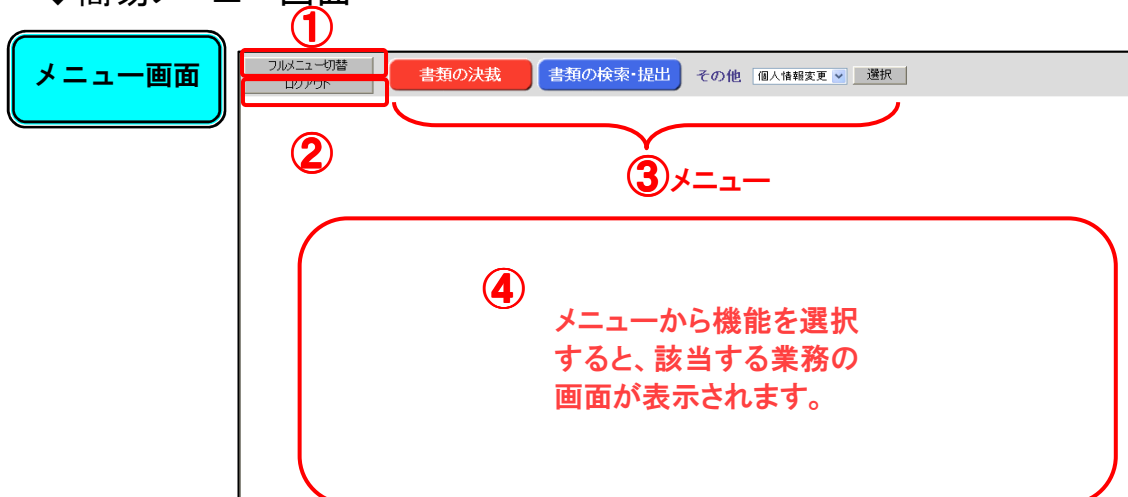 ①
メニュー画面
フルメニュー切替
ログアウト
書類の決裁
書類の検索・提出
その他
個人情報変更
選択
②
③メニュー
④
メニューから機能を選択
すると、該当する業務の
画面が表示されます。